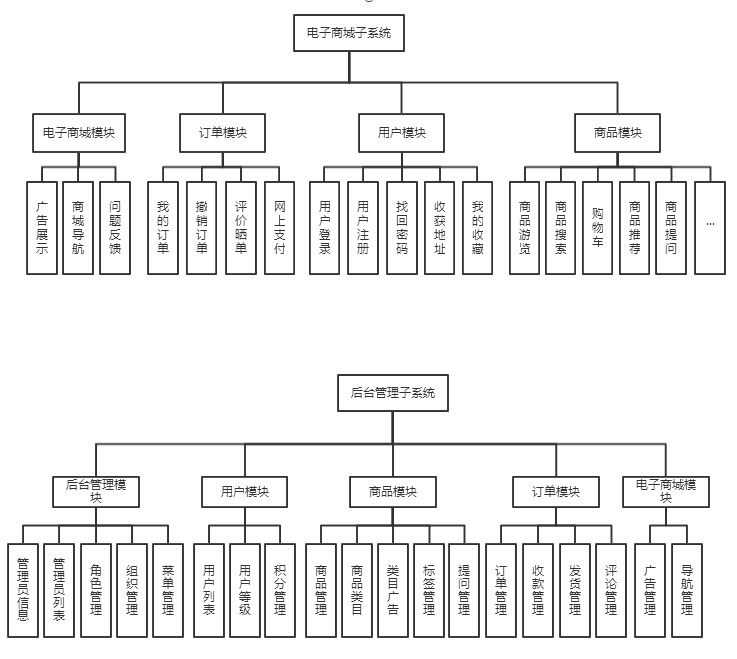 电子商城子系统
电子商城模块
订单模块
用户模块
商品模块
广告展示
商城导航
问题反馈
我的订单
撤销订单
评价晒单
网上支付
用户登录
用户注册
找回密码
收获地址
我的收藏
商品游览
商品搜索
购物车
商品推荐
商品提问
...
后台管理子系统
后台管理模
块
用户模块
商品模块
订单模块
电子商城模
块
管理员信息
管理员列表
角色管理
组织管理
菜单管理
用户列表
用户等级
积分管理
商品管理
商品类目
类目广告
标签管理
提问管理
订单管理
收款管理
发货管理
评论管理
广告管理
导航管理